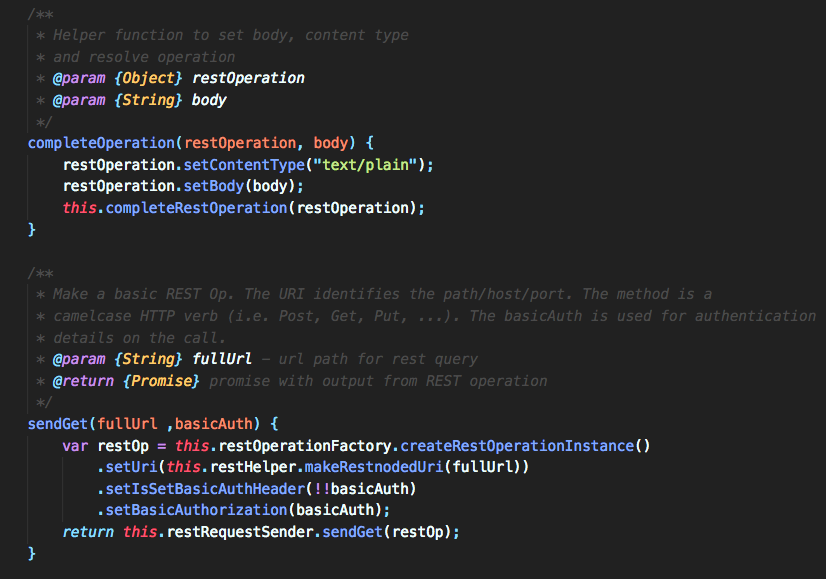 /**
 * Helper function to set body, content type
 * and resolve operation
 * @param {Object} restOperation
 * @param {String} body
 */
completeOperation(restOperation, body) {
    restOperation.setContentType("text/plain");
    restOperation.setBody(body);
    this.completeRestOperation(restOperation);
}

/**
 * Make a basic REST Op. The URI identifies the path/host/port. The method is a
 * camelcase HTTP verb (i.e. Post, Get, Put, ...). The basicAuth is used for authentication
 * details on the call.
 * @param {String} fullUrl – url path for rest query
 * @return {Promise} promise with output from REST operation
 */
sendGet(fullUrl ,basicAuth) {
    var restOp = this.restOperationFactory.createRestOperationInstance()
        .setUri(this.restHelper.makeRestnodedUri(fullUrl))
        .setIsSetBasicAuthHeader(!!basicAuth)
        .setBasicAuthorization(basicAuth);
    return this.restRequestSender.sendGet(restOp);
}